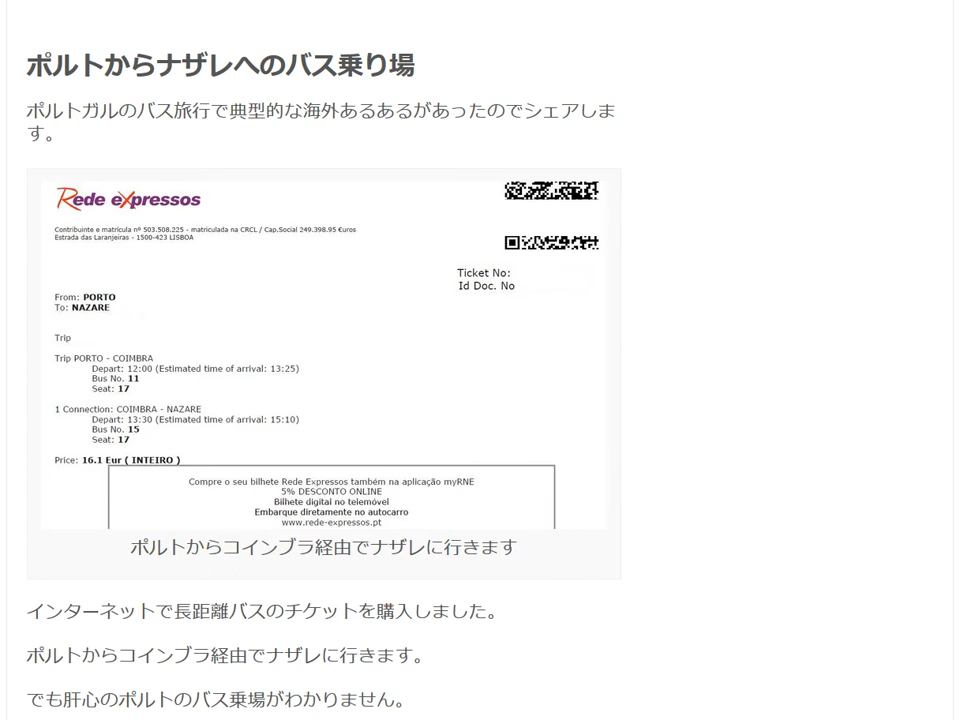 ポルトからナザレへのバス乗り場
ポルトガルのバス旅行で典型的な海外あるあるがあったのでシェアしま
す。
Rede expressos
Contribuinte e matrícula nº 503.508.225 - matriculada na CRCL / Cap.Social 249.398.95 €uros
Estrada das Laranjeiras - 1500-423 LISBOA
Ticket No:
Id Doc. No
From: PORTO
To: NAZARE
Trip
Trip PORTO - COIMBRA
Depart: 12:00 (Estimated time of arrival: 13:25)
Bus No. 11
Seat: 17
1 Connection: COIMBRA - NAZARE
Depart: 13:30 (Estimated time of arrival: 15:10)
Bus No. 15
Seat: 17
Price: 16.1 Eur ( INTEIRO )
Compre o seu bilhete Rede Expressos também na aplicação myRNE
5% DESCONTO ONLINE
Bilhete digital no telemóvel
Embarque diretamente no autocarro
www.rede-expressos.pt
ポルトからコインブラ経由でナザレに行きます
インターネットで長距離バスのチケットを購入しました。
ポルトからコインブラ経由でナザレに行きます。
でも肝心のポルトのバス乗場がわかりません。